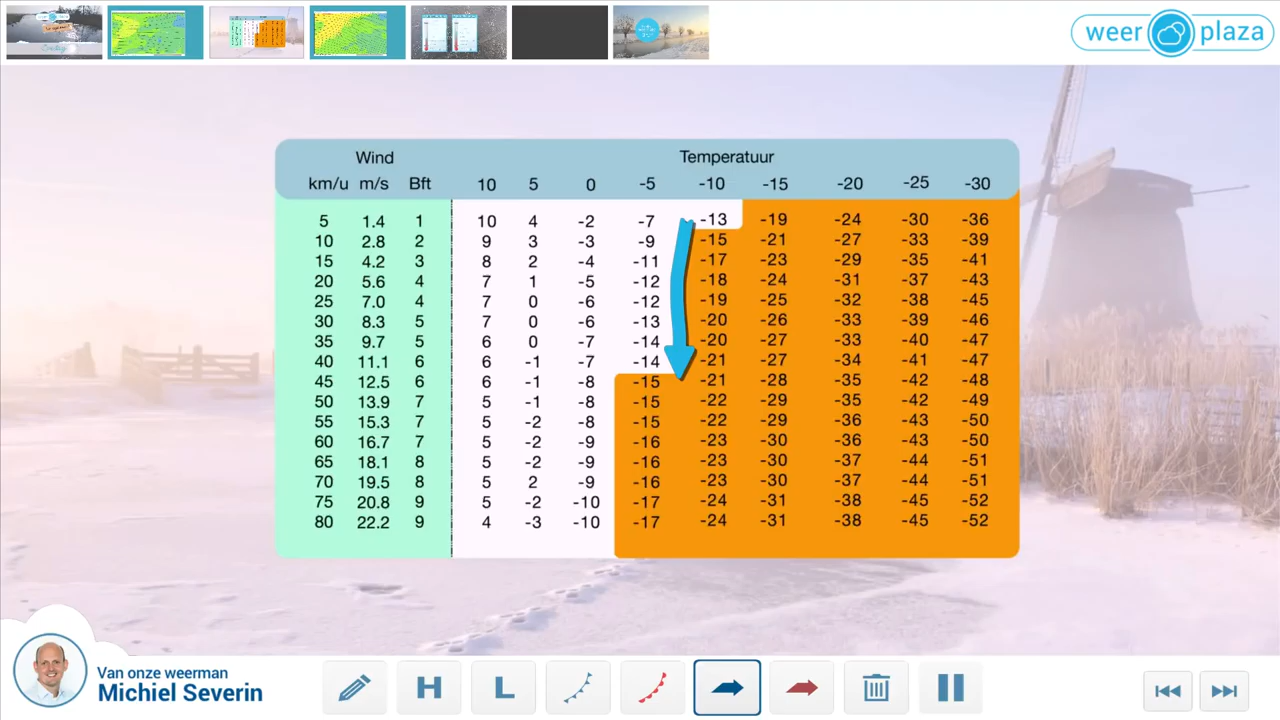 weer plaza
Wind Temperatuur
km/u m/s Bft 10 5 0 -5 -10 -15 -20 -25 -30
5 1.4 1 10 4 -2 -7 -13 -19 -24 -30 -36
10 2.8 2 9 3 -3 -9 -15 -21 -27 -33 -39
15 4.2 3 8 2 -4 -11 -17 -23 -29 -35 -41
20 5.6 4 7 1 -5 -12 -18 -24 -31 -37 -43
25 7.0 4 7 0 -6 -12 -19 -25 -32 -38 -45
30 8.3 5 7 0 -6 -13 -20 -26 -33 -39 -46
35 9.7 5 6 0 -7 -14 -20 -27 -33 -40 -47
40 11.1 6 6 -1 -7 -14 -21 -27 -34 -41 -47
45 12.5 6 6 -1 -8 -15 -21 -28 -35 -42 -48
50 13.9 7 5 -1 -8 -15 -22 -29 -35 -42 -49
55 15.3 7 5 -2 -8 -15 -22 -29 -36 -43 -50
60 16.7 7 5 -2 -9 -16 -23 -30 -36 -43 -50
65 18.1 8 5 -2 -9 -16 -23 -30 -37 -44 -51
70 19.5 8 5 2 -9 -16 -23 -30 -37 -44 -51
75 20.8 9 5 -2 -10 -17 -24 -31 -38 -45 -52
80 22.2 9 4 -3 -10 -17 -24 -31 -38 -45 -52
Van onze weerman
Michiel Severin
H L